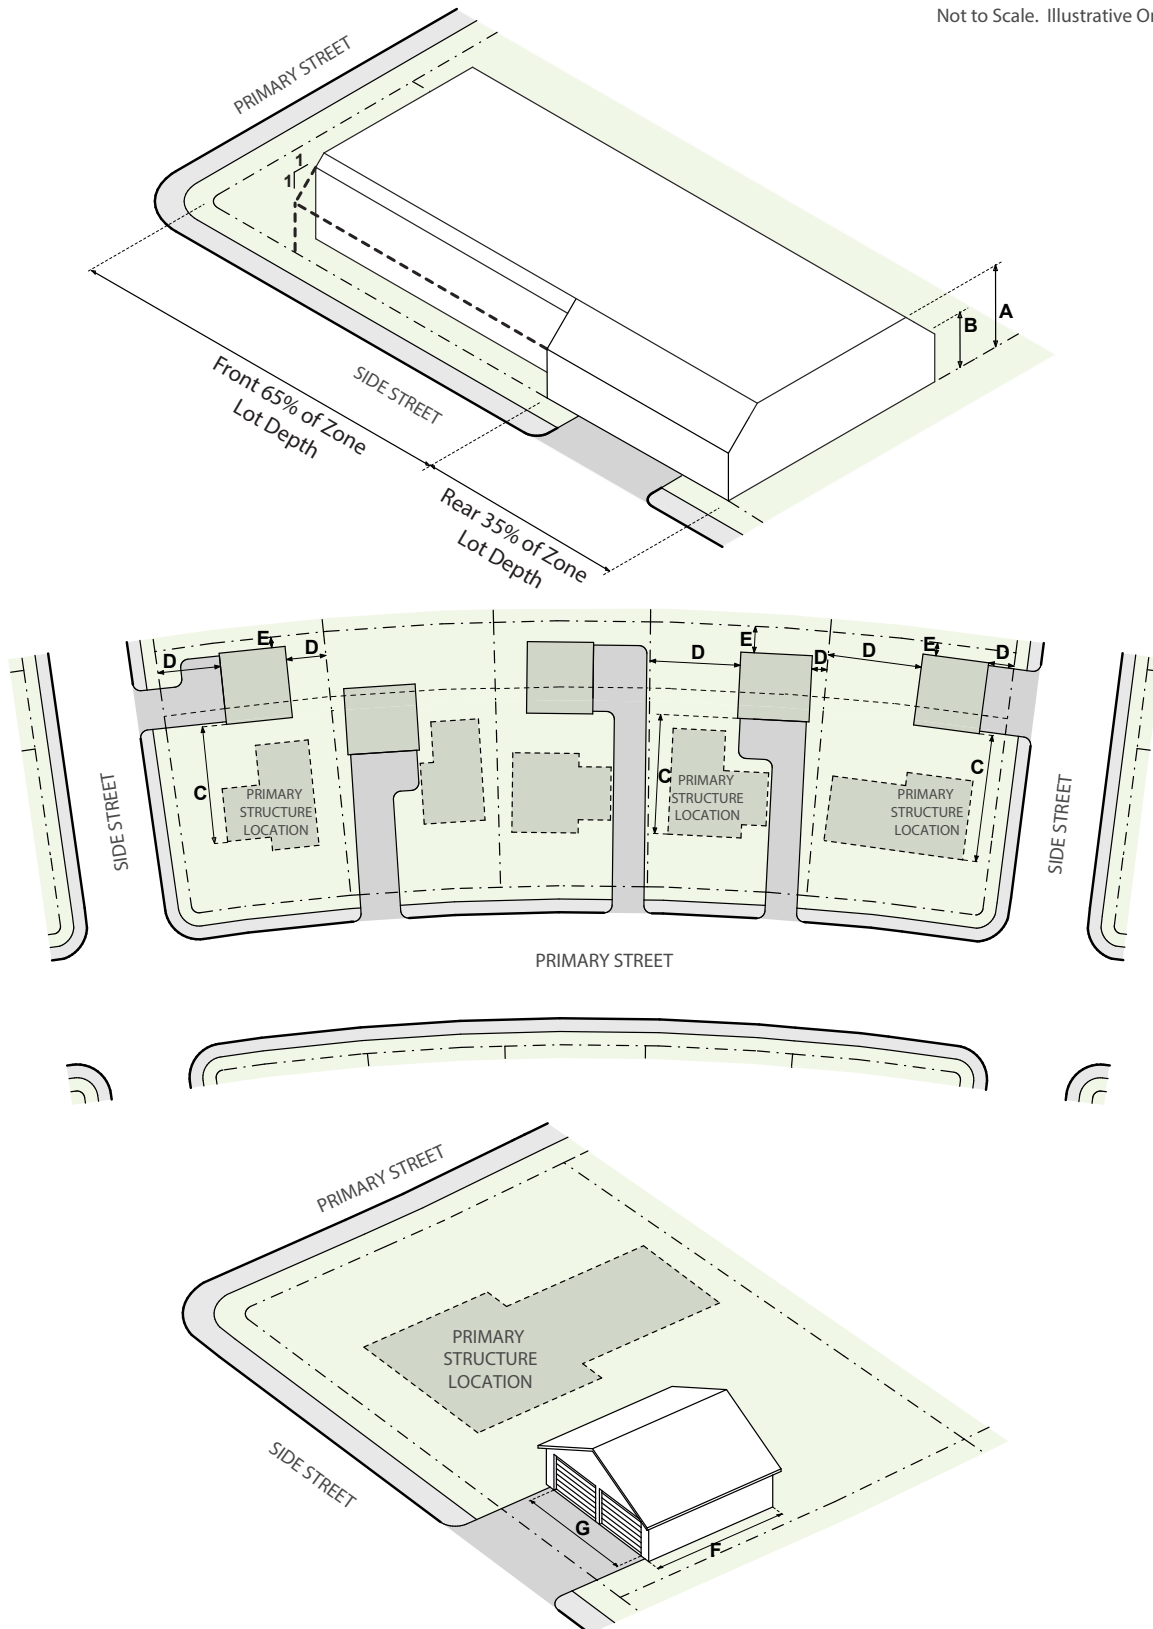 Not to Scale. Illustrative
PRIMARY STREET
1
1
A
B
SIDE STREET
Front 65% of Zone
Lot Depth
Rear 35% of Zone
Lot Depth
E
D
D
D
E
D
D
E
D
C
C
C
PRIMARY
STRUCTURE
LOCATION
PRIMARY
STRUCTURE
LOCATION
PRIMARY
STRUCTURE
LOCATION
SIDE STREET
SIDE STREET
PRIMARY STREET
PRIMARY STREET
PRIMARY
STRUCTURE
LOCATION
SIDE STREET
G
F